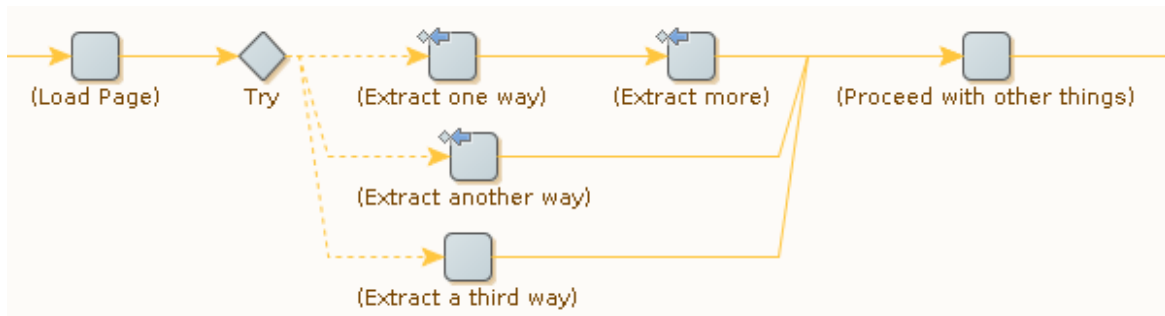 (Load Page)
Try
(Extract one way)
(Extract more)
(Proceed with other things)
(Extract another way)
(Extract a third way)